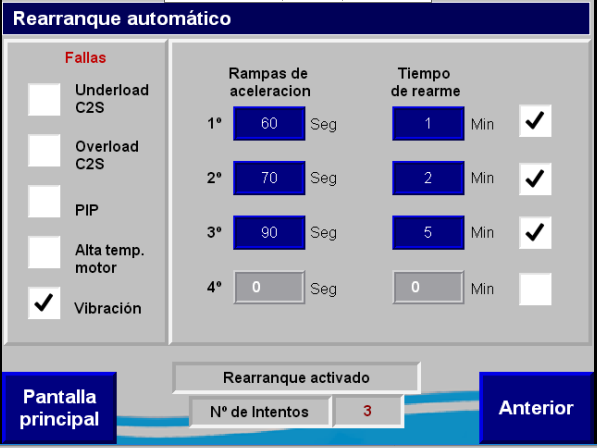 Rearranque automático
Fallas
Underload
C2S
Overload
C2S
PIP
Alta temp.
motor
Vibración
Rampas de
aceleracion
Tiempo
de rearme
1º 60 Seg 1 Min
2º 70 Seg 2 Min
3º 90 Seg 5 Min
4º 0 Seg 0 Min
Rearranque activado
Nº de Intentos 3
Pantalla
principal
Anterior